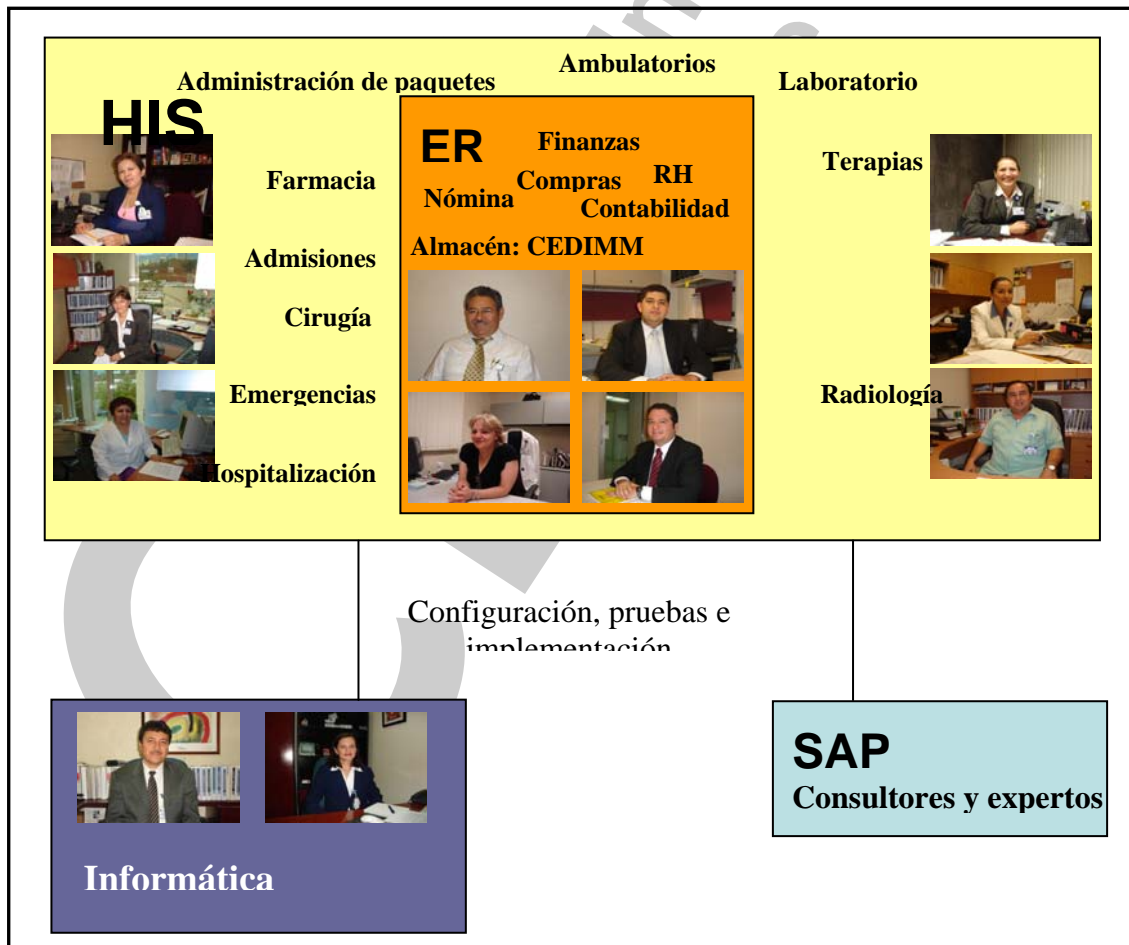 Ambulatorios
Administración de paquetes
Laboratorio
HIS
ER
Finanzas
Farmacia
Compras
RH
Terapias
Nómina
Contabilidad
Almacén: CEDIMM
Admisiones
Cirugía
Emergencias
Radiología
Hospitalización
Configuración, pruebas e
implementación
SAP
Consultores y expertos
Informática